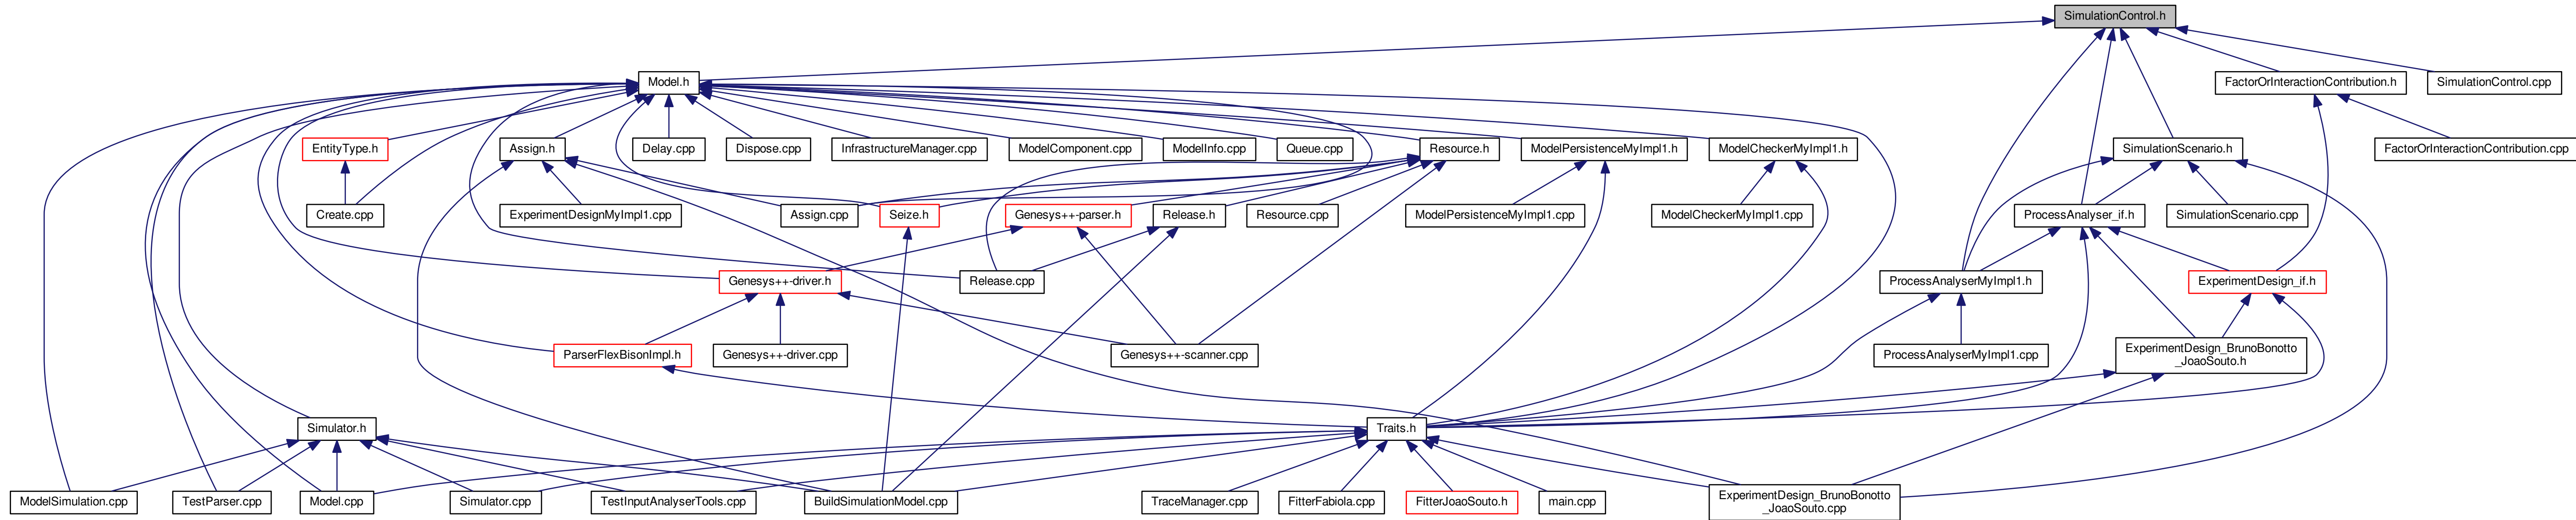 SimulationControl.h
Model.h
FactorOrInteractionContribution.h
SimulationControl.cpp
EntityType.h
Assign.h
Delay.cpp
Dispose.cpp
InfrastructureManager.cpp
ModelComponent.cpp
ModelInfo.cpp
Queue.cpp
Resource.h
ModelPersistenceMyImpl1.h
ModelCheckerMyImpl1.h
SimulationScenario.h
FactorOrInteractionContribution.cpp
Create.cpp
ExperimentDesignMyImpl1.cpp
Assign.cpp
Seize.h
Genesys++-parser.h
Release.h
Resource.cpp
ModelPersistenceMyImpl1.cpp
ModelCheckerMyImpl1.cpp
ProcessAnalyser_if.h
SimulationScenario.cpp
Genesys++-driver.h
Release.cpp
ProcessAnalyserMyImpl1.h
ExperimentDesign_if.h
ParserFlexBisonImpl.h
Genesys++-driver.cpp
Genesys++-scanner.cpp
ProcessAnalyserMyImpl1.cpp
ExperimentDesign_BrunoBonotto
_JoaoSouto.h
Simulator.h
Traits.h
ModelSimulation.cpp
TestParser.cpp
Model.cpp
Simulator.cpp
TestInputAnalyserTools.cpp
BuildSimulationModel.cpp
TraceManager.cpp
FitterFabiola.cpp
FitterJoaoSouto.h
main.cpp
ExperimentDesign_BrunoBonotto
_JoaoSouto.cpp